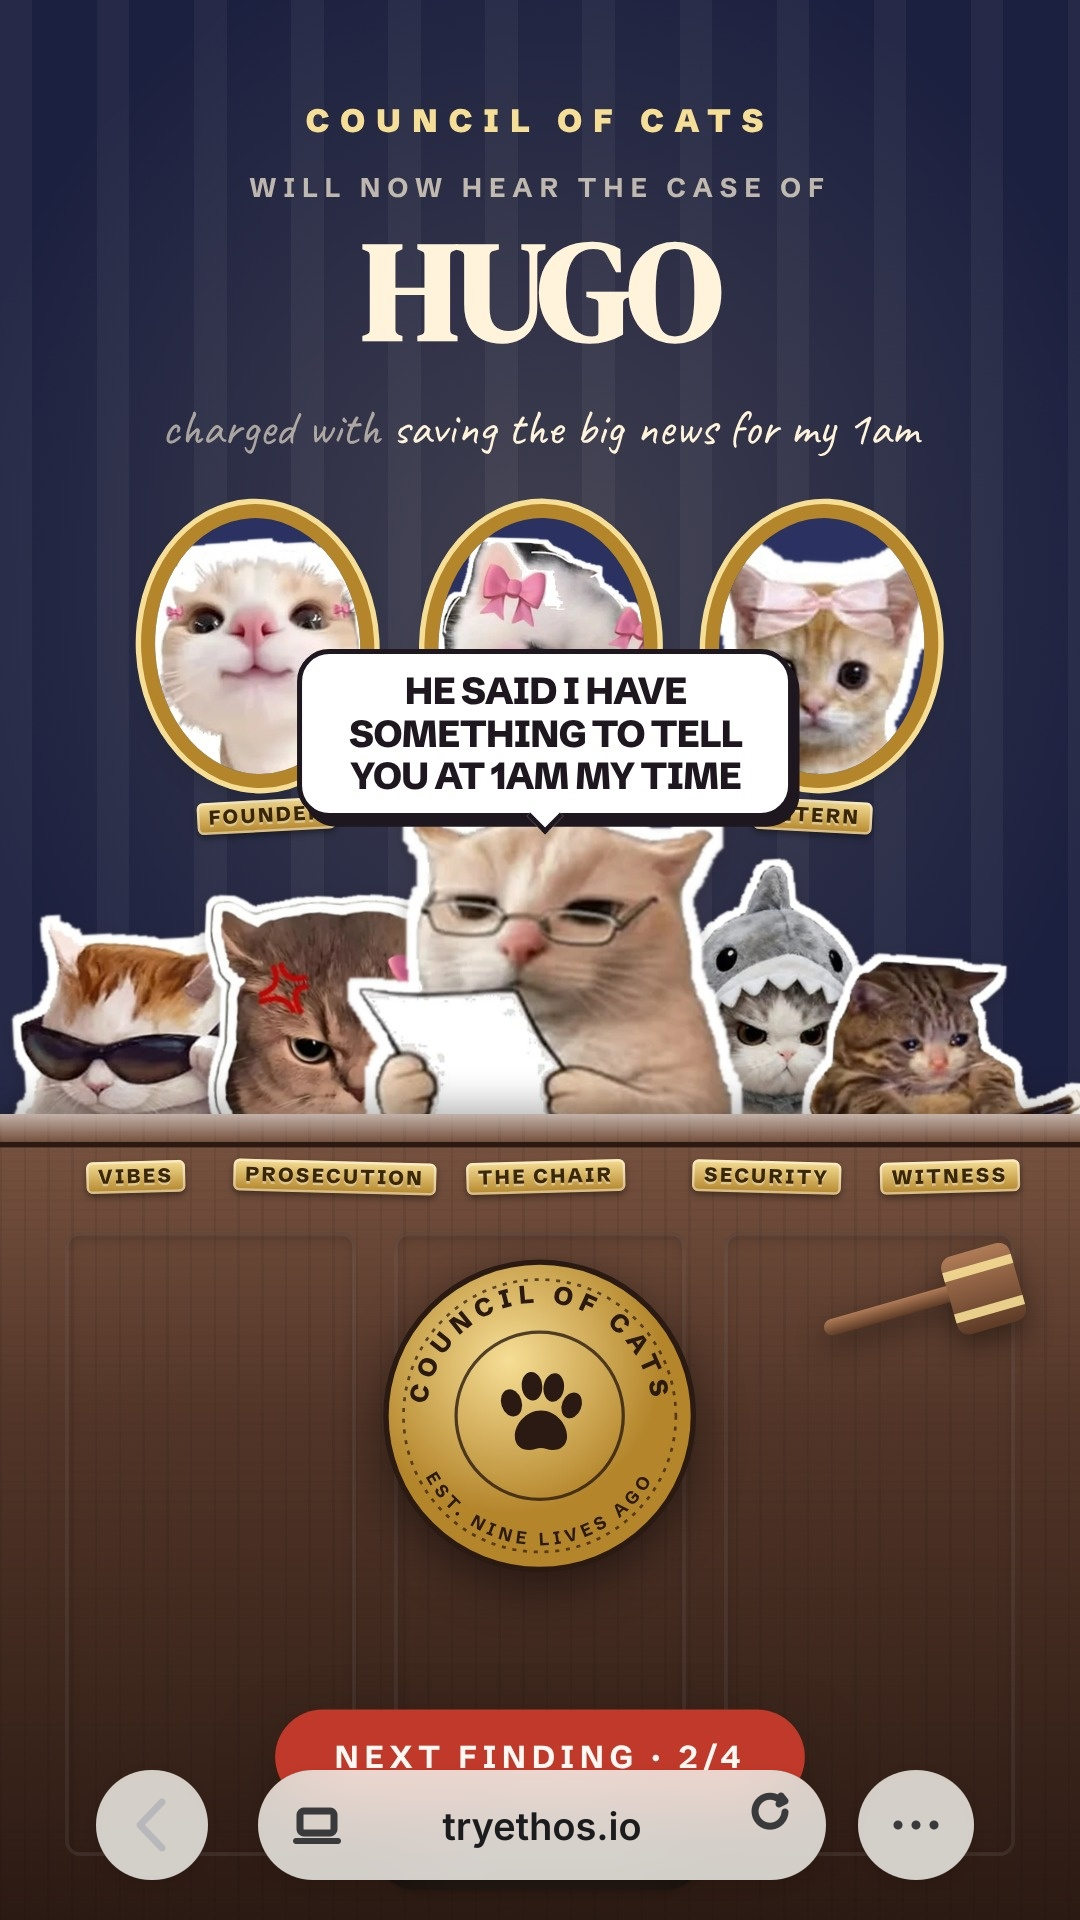 COUNCIL OF CATS
WILL NOW HEAR THE CASE OF
HUGO
charged with saving the big news for my 1am
HE SAID I HAVE
SOMETHING TO TELL
YOU AT 1AM MY TIME
VIBES
PROSECUTION
THE CHAIR
SECURITY
WITNESS
COUNCIL OF CATS
EST. NINE LIVES AGO
NEXT FINDING · 2/4
tryethos.io